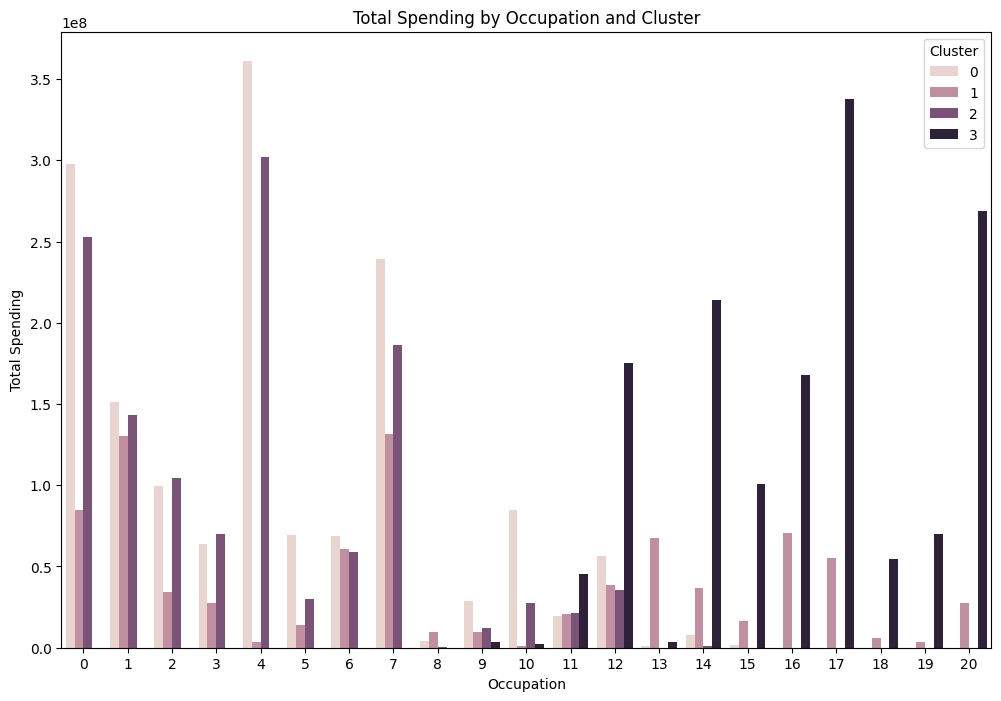 Total Spending by Occupation and Cluster
1e8
Cluster
0
1
2
3
3.5
3.0
2.5
2.0
1.5
1.0
0.5
0.0
Total Spending
0 1 2 3 4 5 6 7 8 9 10 11 12 13 14 15 16 17 18 19 20
Occupation